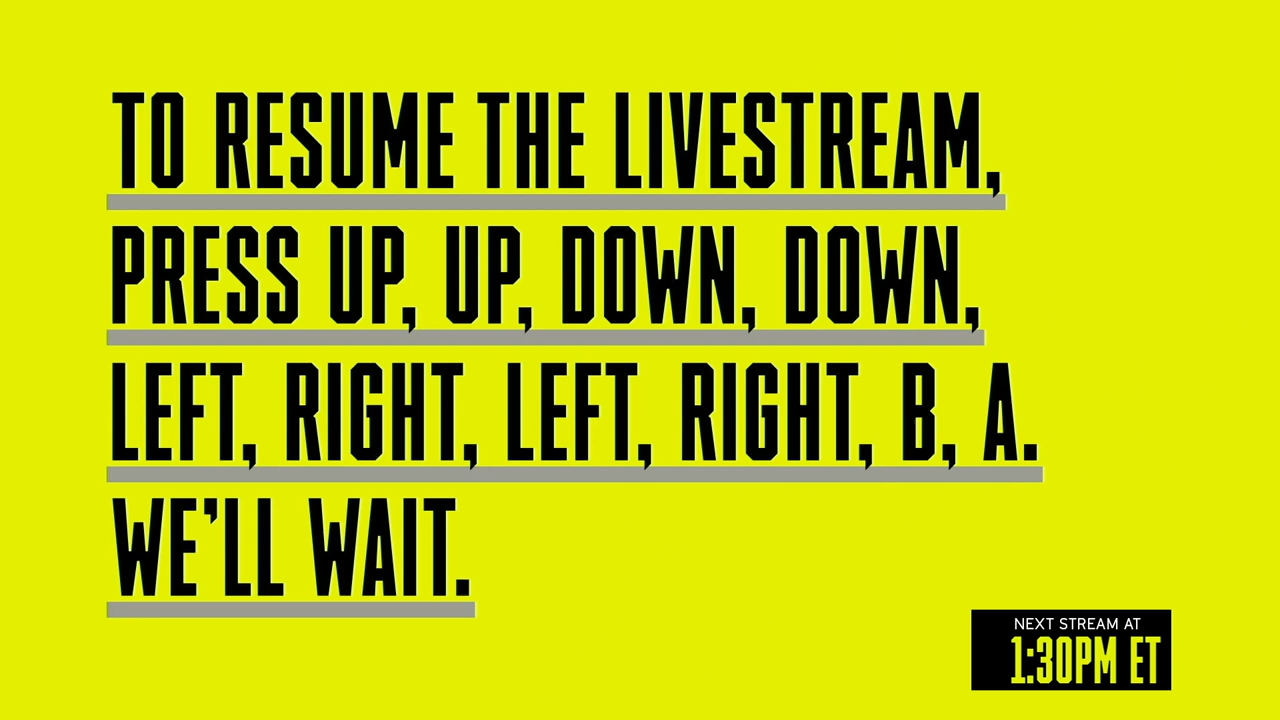 TO RESUME THE LIVESTREAM,
PRESS UP, UP, DOWN, DOWN,
LEFT, RIGHT, LEFT, RIGHT, B, A.
WE’LL WAIT.
NEXT STREAM AT
1:30PM ET